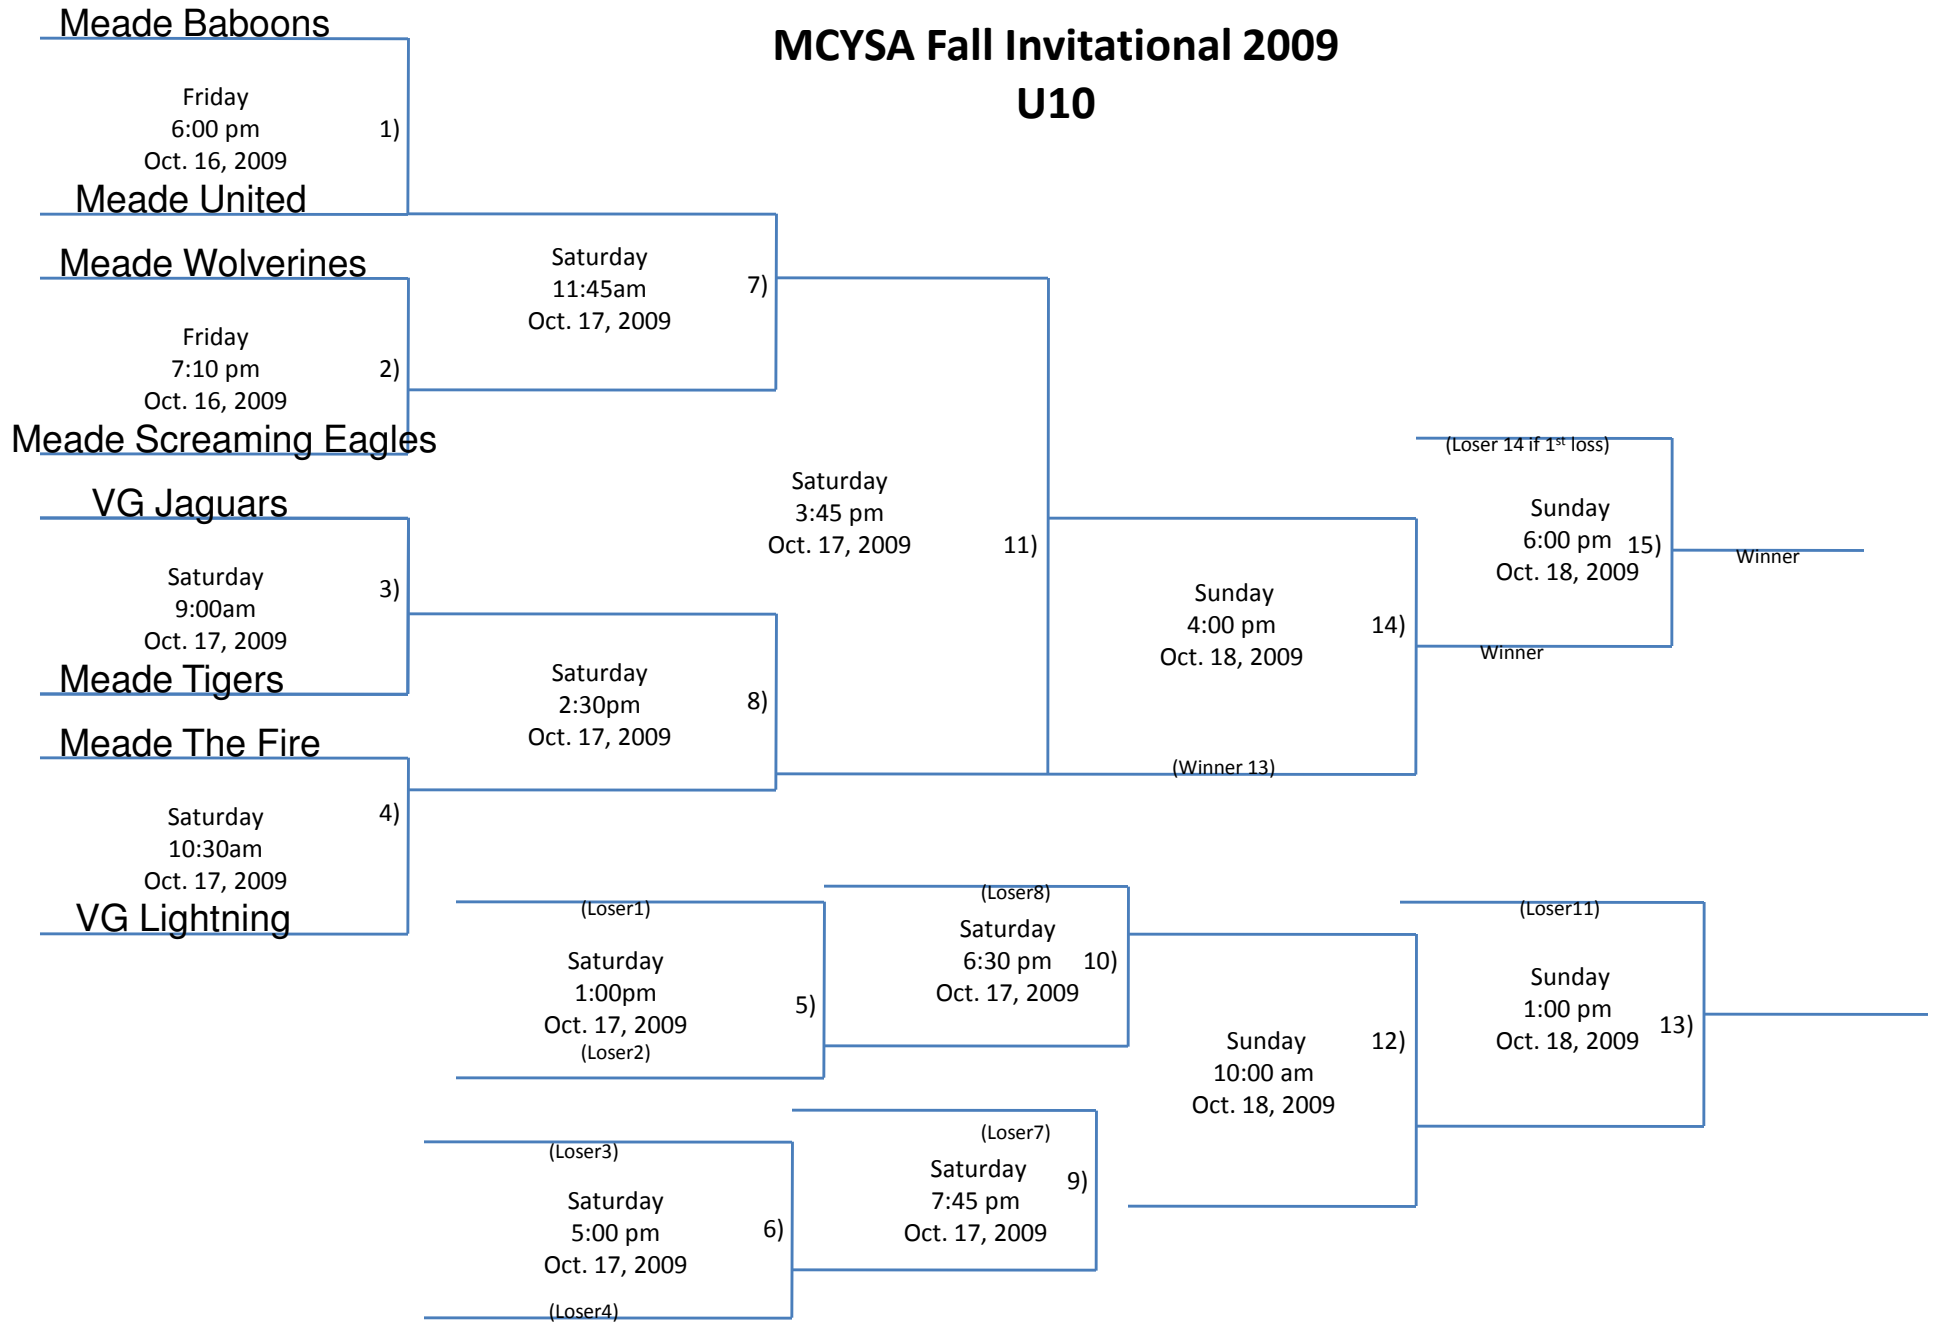 MCYSA Fall Invitational 2009
U10
Meade Baboons
Friday
6:00 pm
Oct. 16, 2009
1)
Meade United
Meade Wolverines
Friday
7:10 pm
Oct. 16, 2009
2)
Meade Screaming Eagles
VG Jaguars
Saturday
9:00am
Oct. 17, 2009
3)
Meade Tigers
Meade The Fire
Saturday
10:30am
Oct. 17, 2009
4)
VG Lightning
Saturday
11:45am
Oct. 17, 2009
7)
Saturday
2:30pm
Oct. 17, 2009
8)
Saturday
3:45 pm
Oct. 17, 2009
11)
Sunday
4:00 pm
Oct. 18, 2009
14)
(Winner 13)
(Loser 14 if 1st loss)
Sunday
6:00 pm
Oct. 18, 2009
15)
Winner
Winner
(Loser1)
Saturday
1:00pm
Oct. 17, 2009
5)
(Loser2)
(Loser3)
Saturday
5:00 pm
Oct. 17, 2009
6)
(Loser4)
(Loser8)
Saturday
6:30 pm
Oct. 17, 2009
10)
(Loser7)
Saturday
7:45 pm
Oct. 17, 2009
9)
Sunday
10:00 am
Oct. 18, 2009
12)
(Loser11)
Sunday
1:00 pm
Oct. 18, 2009
13)